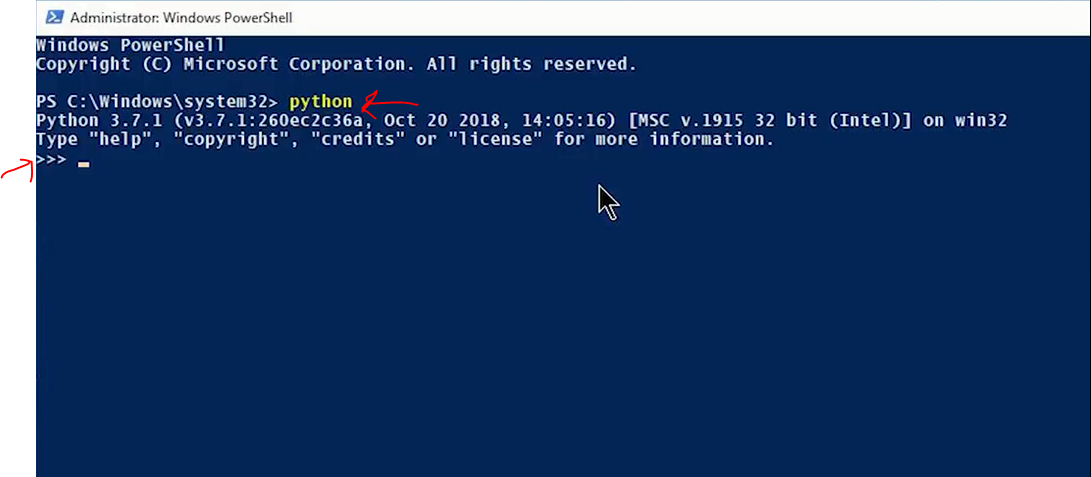 Administrator: Windows PowerShell
Windows PowerShell
Copyright (C) Microsoft Corporation. All rights reserved.
PS C:\Windows\system32> python
Python 3.7.1 (v3.7.1:260ec2c36a, Oct 20 2018, 14:05:16) [MSC v.1915 32 bit (Intel)] on win32
Type "help", "copyright", "credits" or "license" for more information.
>>> _